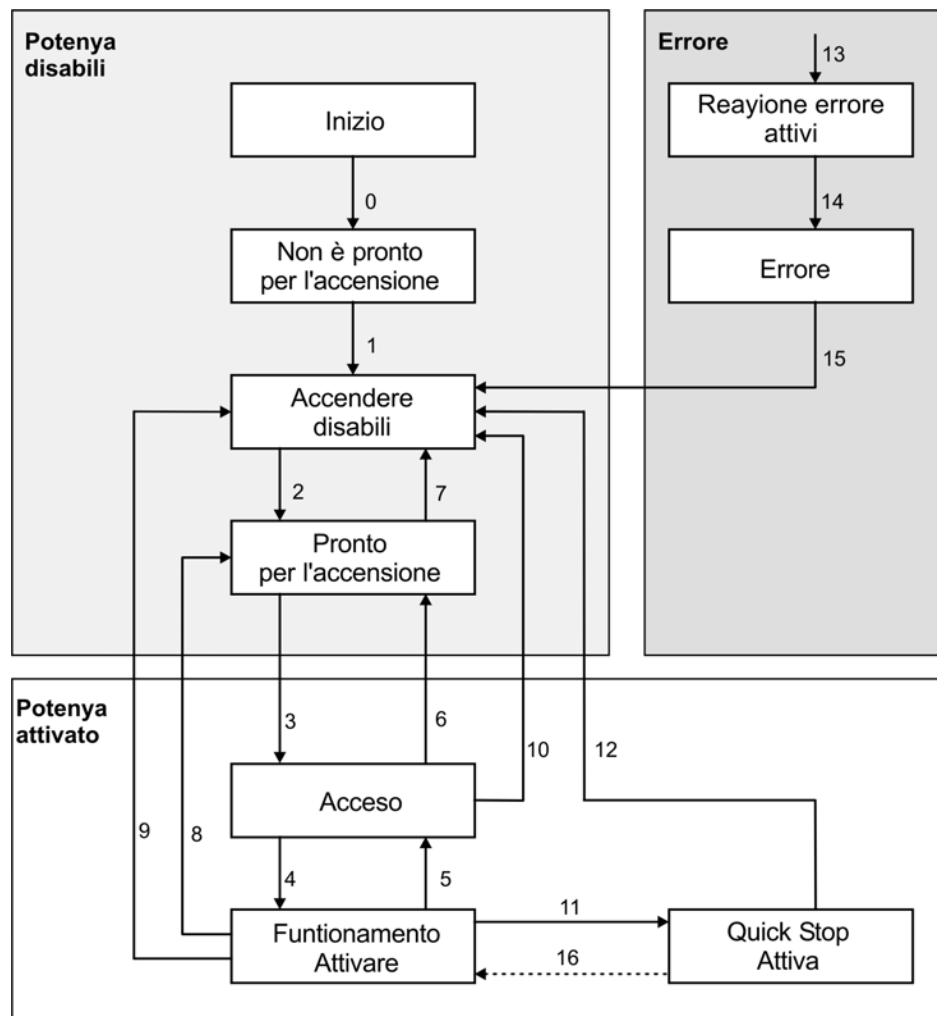 Potenya
disabili
Inizio
0
Non è pronto
per l'accensione
1
Accendere
disabili
2
7
Pronto
per l'accensione
Errore
13
Reayione errore
attivi
14
Errore
15
Potenya
attivato
3
6
10
12
Acceso
9
8
4
5
Funtionamento
Attivare
11
16
Quick Stop
Attiva